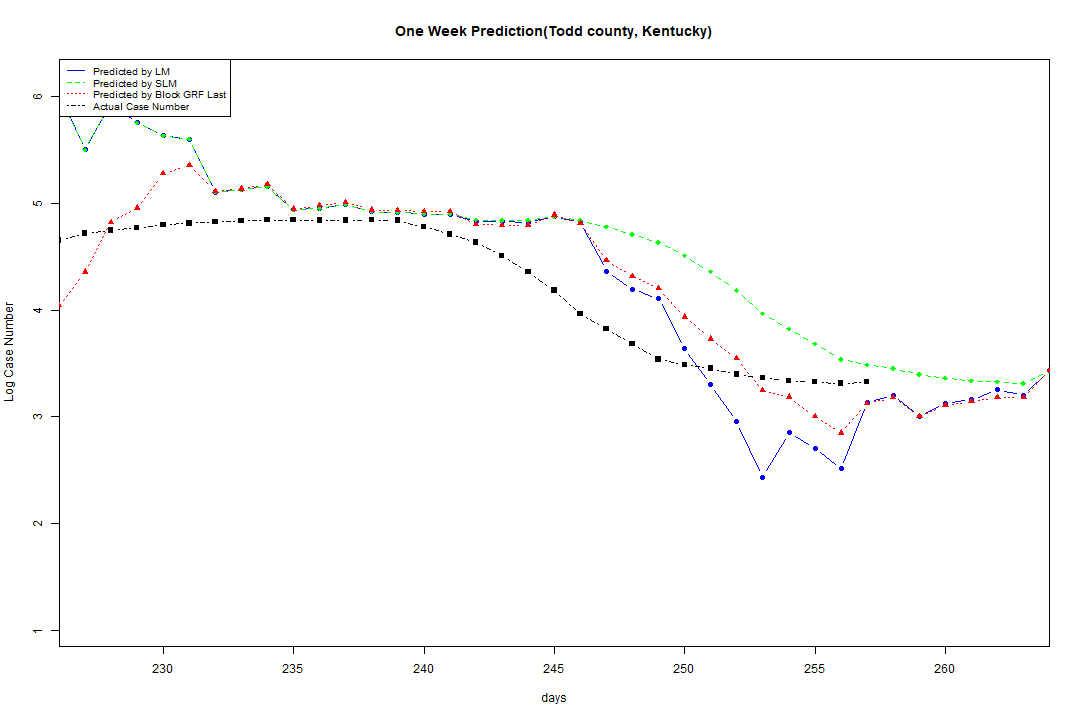 One Week Prediction(Todd county, Kentucky)
Predicted by LM
Predicted by SLM
Predicted by Block GRF Last
Actual Case Number
Log Case Number
6
5
4
3
2
1
230 235 240 245 250 255 260
days